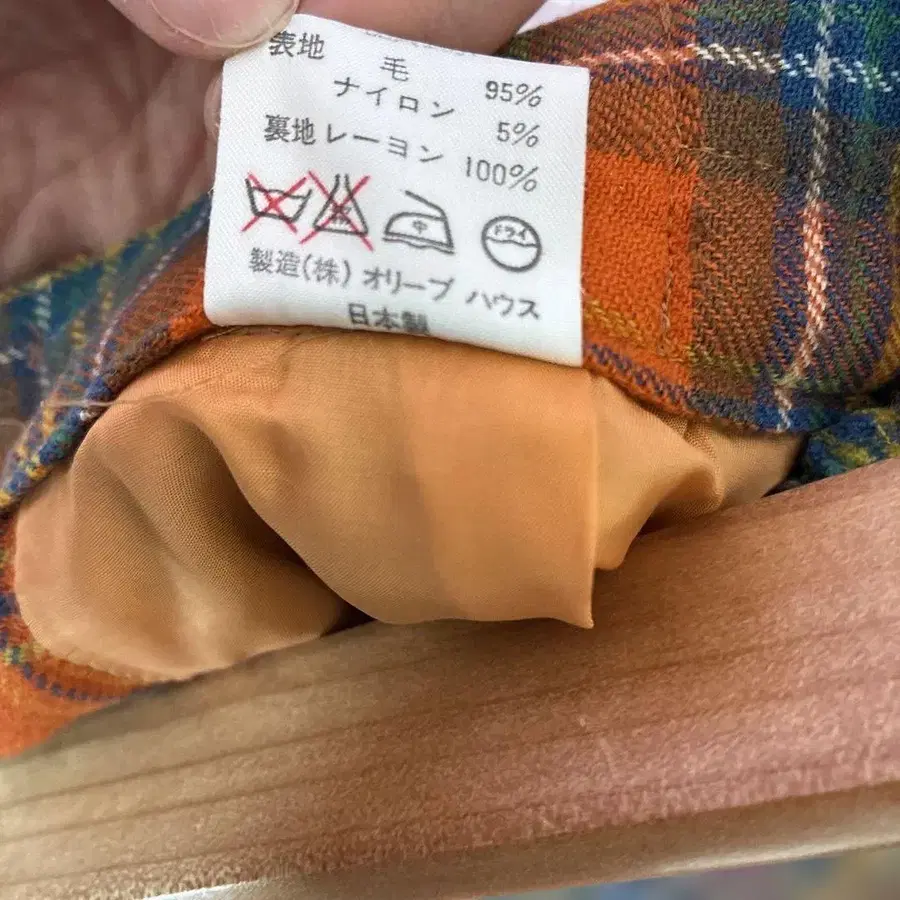 表地 毛 95%
ナイロン 5%
裏地レーヨン 100%
中 ドライ
製造(株) オリーブ ハウス
日本製